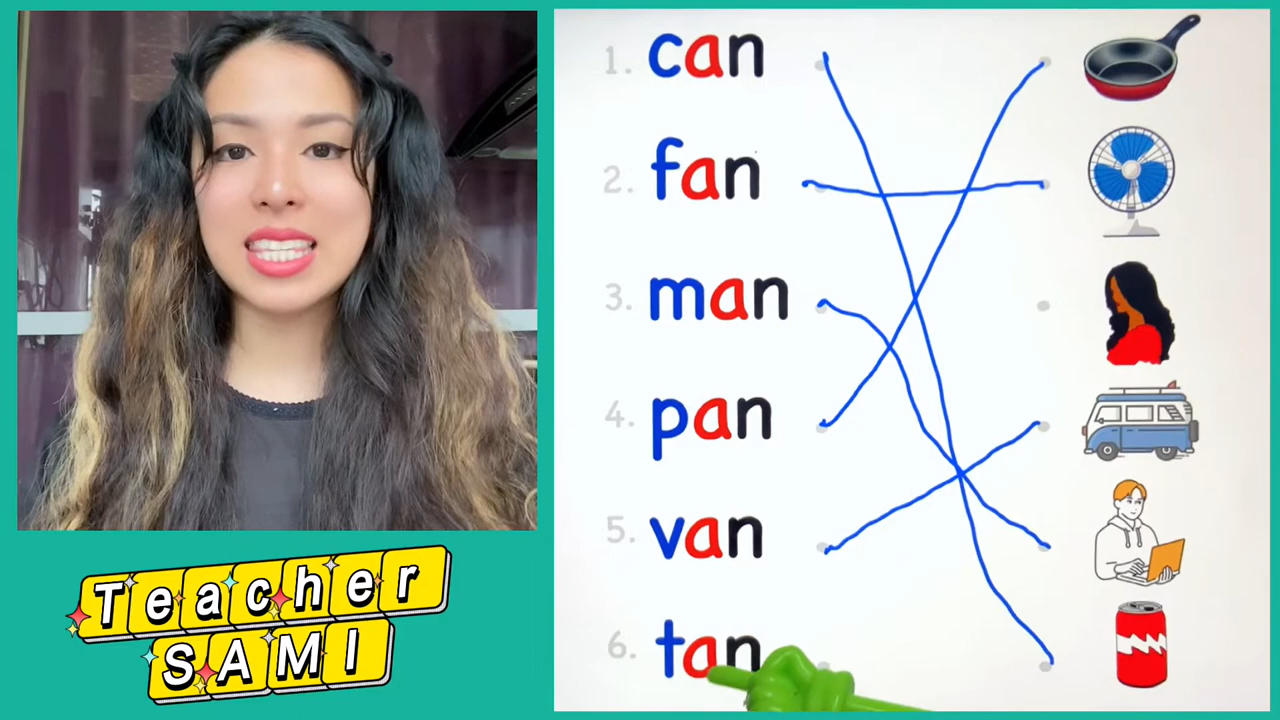 Teacher
SAMI
1. can
2. fan
3. man
4. pan
5. van
6. tan